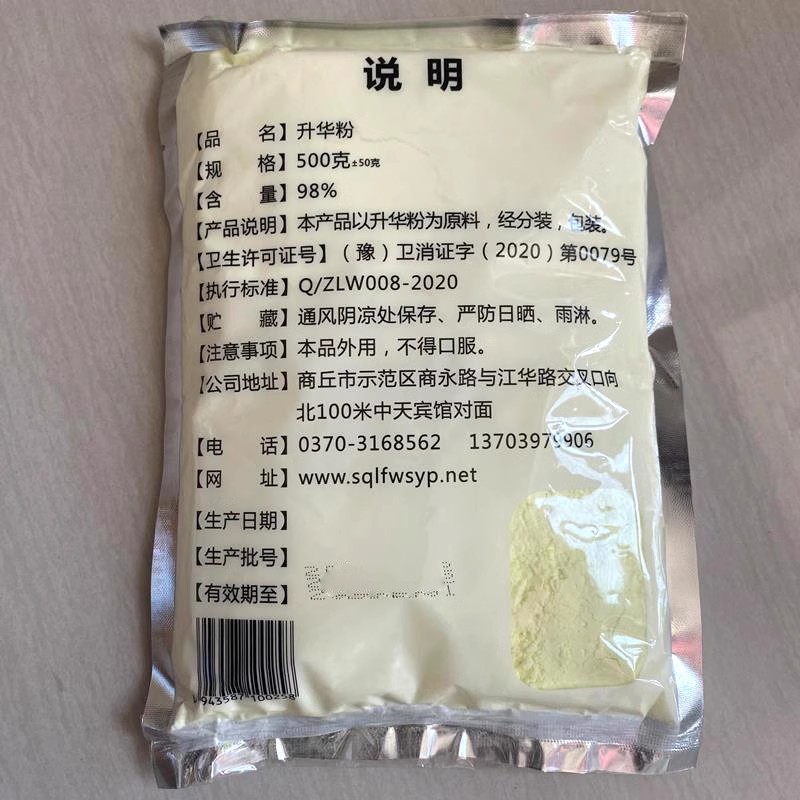 说 明
【品 名】升华粉
【规 格】500克±50克
【含 量】98%
【产品说明】本产品以升华粉为原料，经分装，包装。
【卫生许可证号】（豫）卫消证字（2020）第0079号
【执行标准】Q/ZLW008-2020
【贮 藏】通风阴凉处保存、严防日晒、雨淋。
【注意事项】本品外用，不得口服。
【公司地址】商丘市示范区商永路与江华路交叉口向
北100米中天宾馆对面
【电 话】0370-3168562 13703979906
【网 址】www.sqlfwsyp.net
【生产日期】
【生产批号】
【有效期至】
6943587100258